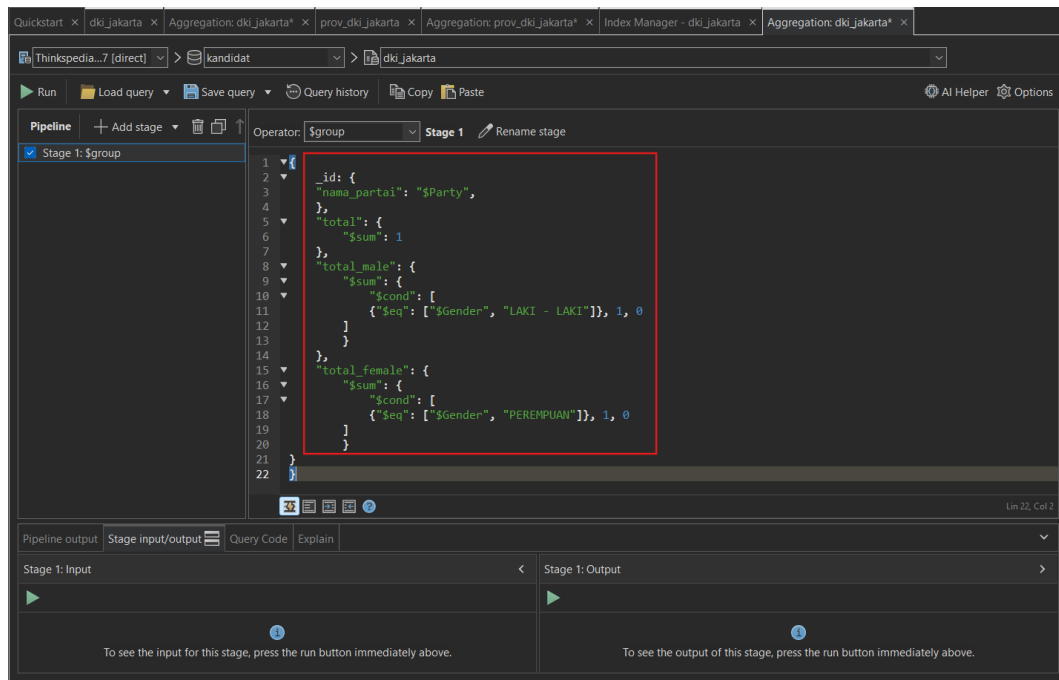 Quickstart × dki_jakarta × Aggregation: dki_jakarta* × prov_dki_jakarta × Aggregation: prov_dki_jakarta* × Index Manager - dki_jakarta × Aggregation: dki_jakarta* ×
Thinkspedia...7 [direct] > kandidat > dki_jakarta
Run Load query Save query Query history Copy Paste AI Helper Options
Pipeline Add stage Operator: $group Stage 1 Rename stage
Stage 1: $group
1 {
2 _id: {
3 "nama_partai": "$Party",
4 },
5 "total": {
6 "$sum": 1
7 },
8 "total_male": {
9 "$sum": {
10 "$cond": [
11 {"$eq": ["$Gender", "LAKI - LAKI"]}, 1, 0
12 ]
13 }
14 },
15 "total_female": {
16 "$sum": {
17 "$cond": [
18 {"$eq": ["$Gender", "PEREMPUAN"]}, 1, 0
19 ]
20 }
21 }
22 }
Lin 22, Col 2
Pipeline output Stage input/output Query Code Explain
Stage 1: Input Stage 1: Output
To see the input for this stage, press the run button immediately above. To see the output of this stage, press the run button immediately above.